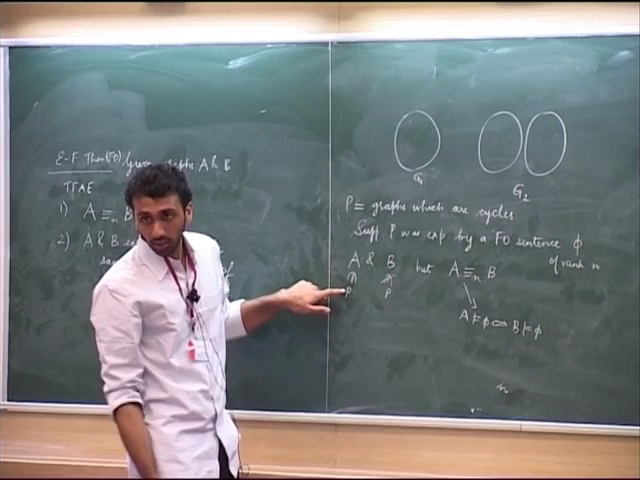 E-F Thm (FO) Given graphs A & B
TFAE
1) A ≡n B
2) A & B
G1
G2
P = graphs which are cycles
Supp P was exp by a FO sentence ϕ
of rank n
A & B but A ≡n B
P P
A ⊨ ϕ ⇔ B ⊨ ϕ
n